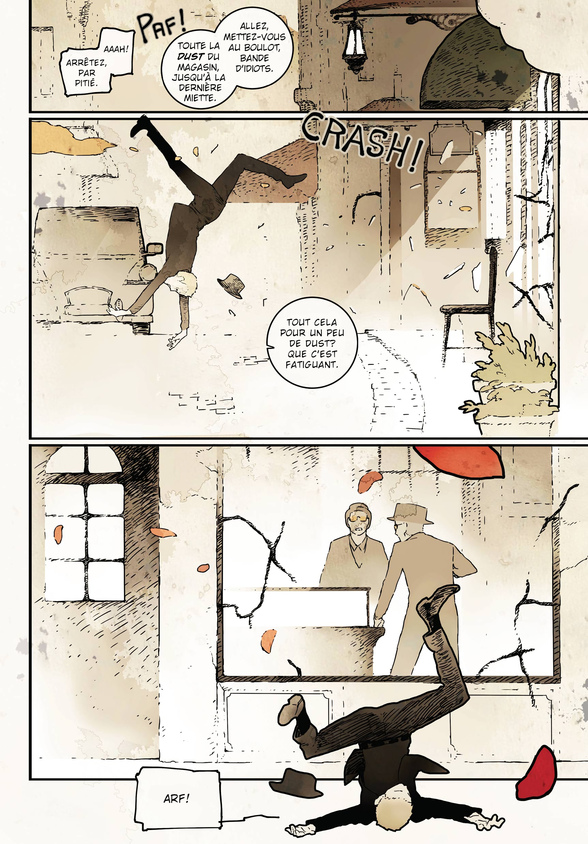 PAF!
AAAH!
ARRÊTEZ,
PAR
PITIÉ.
TOUTE LA
DUST DU
MAGASIN,
JUSQU'À LA
DERNIÈRE
MIETTE.
ALLEZ,
METTEZ-VOUS
AU BOULOT,
BANDE
D'IDIOTS.
CRASH!
TOUT CELA
POUR UN PEU
DE DUST?
QUE C'EST
FATIGUANT.
ARF!